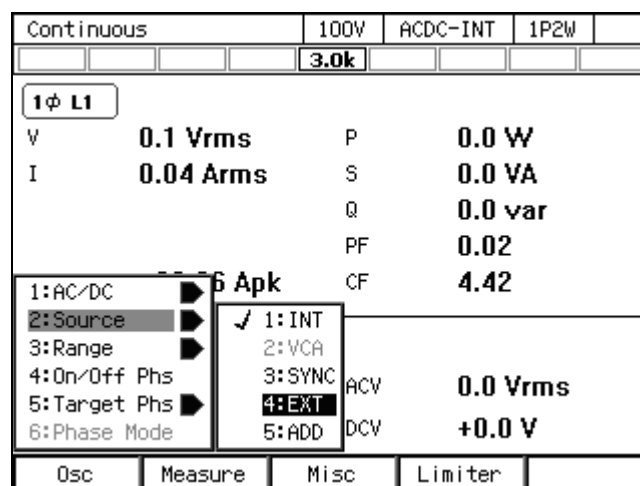 Continuous 100V ACDC-INT 1P2W
3.0k
1ϕ L1
V 0.1 Vrms P 0.0 W
I 0.04 Arms S 0.0 VA
Q 0.0 var
PF 0.02
6 Apk CF 4.42
1:AC/DC
2:Source ✓ 1:INT
3:Range 2:VCA
4:On/Off Phs 3:SYNC ACV 0.0 Vrms
5:Target Phs 4:EXT
6:Phase Mode 5:ADD DCV +0.0 V
Osc Measure Misc Limiter